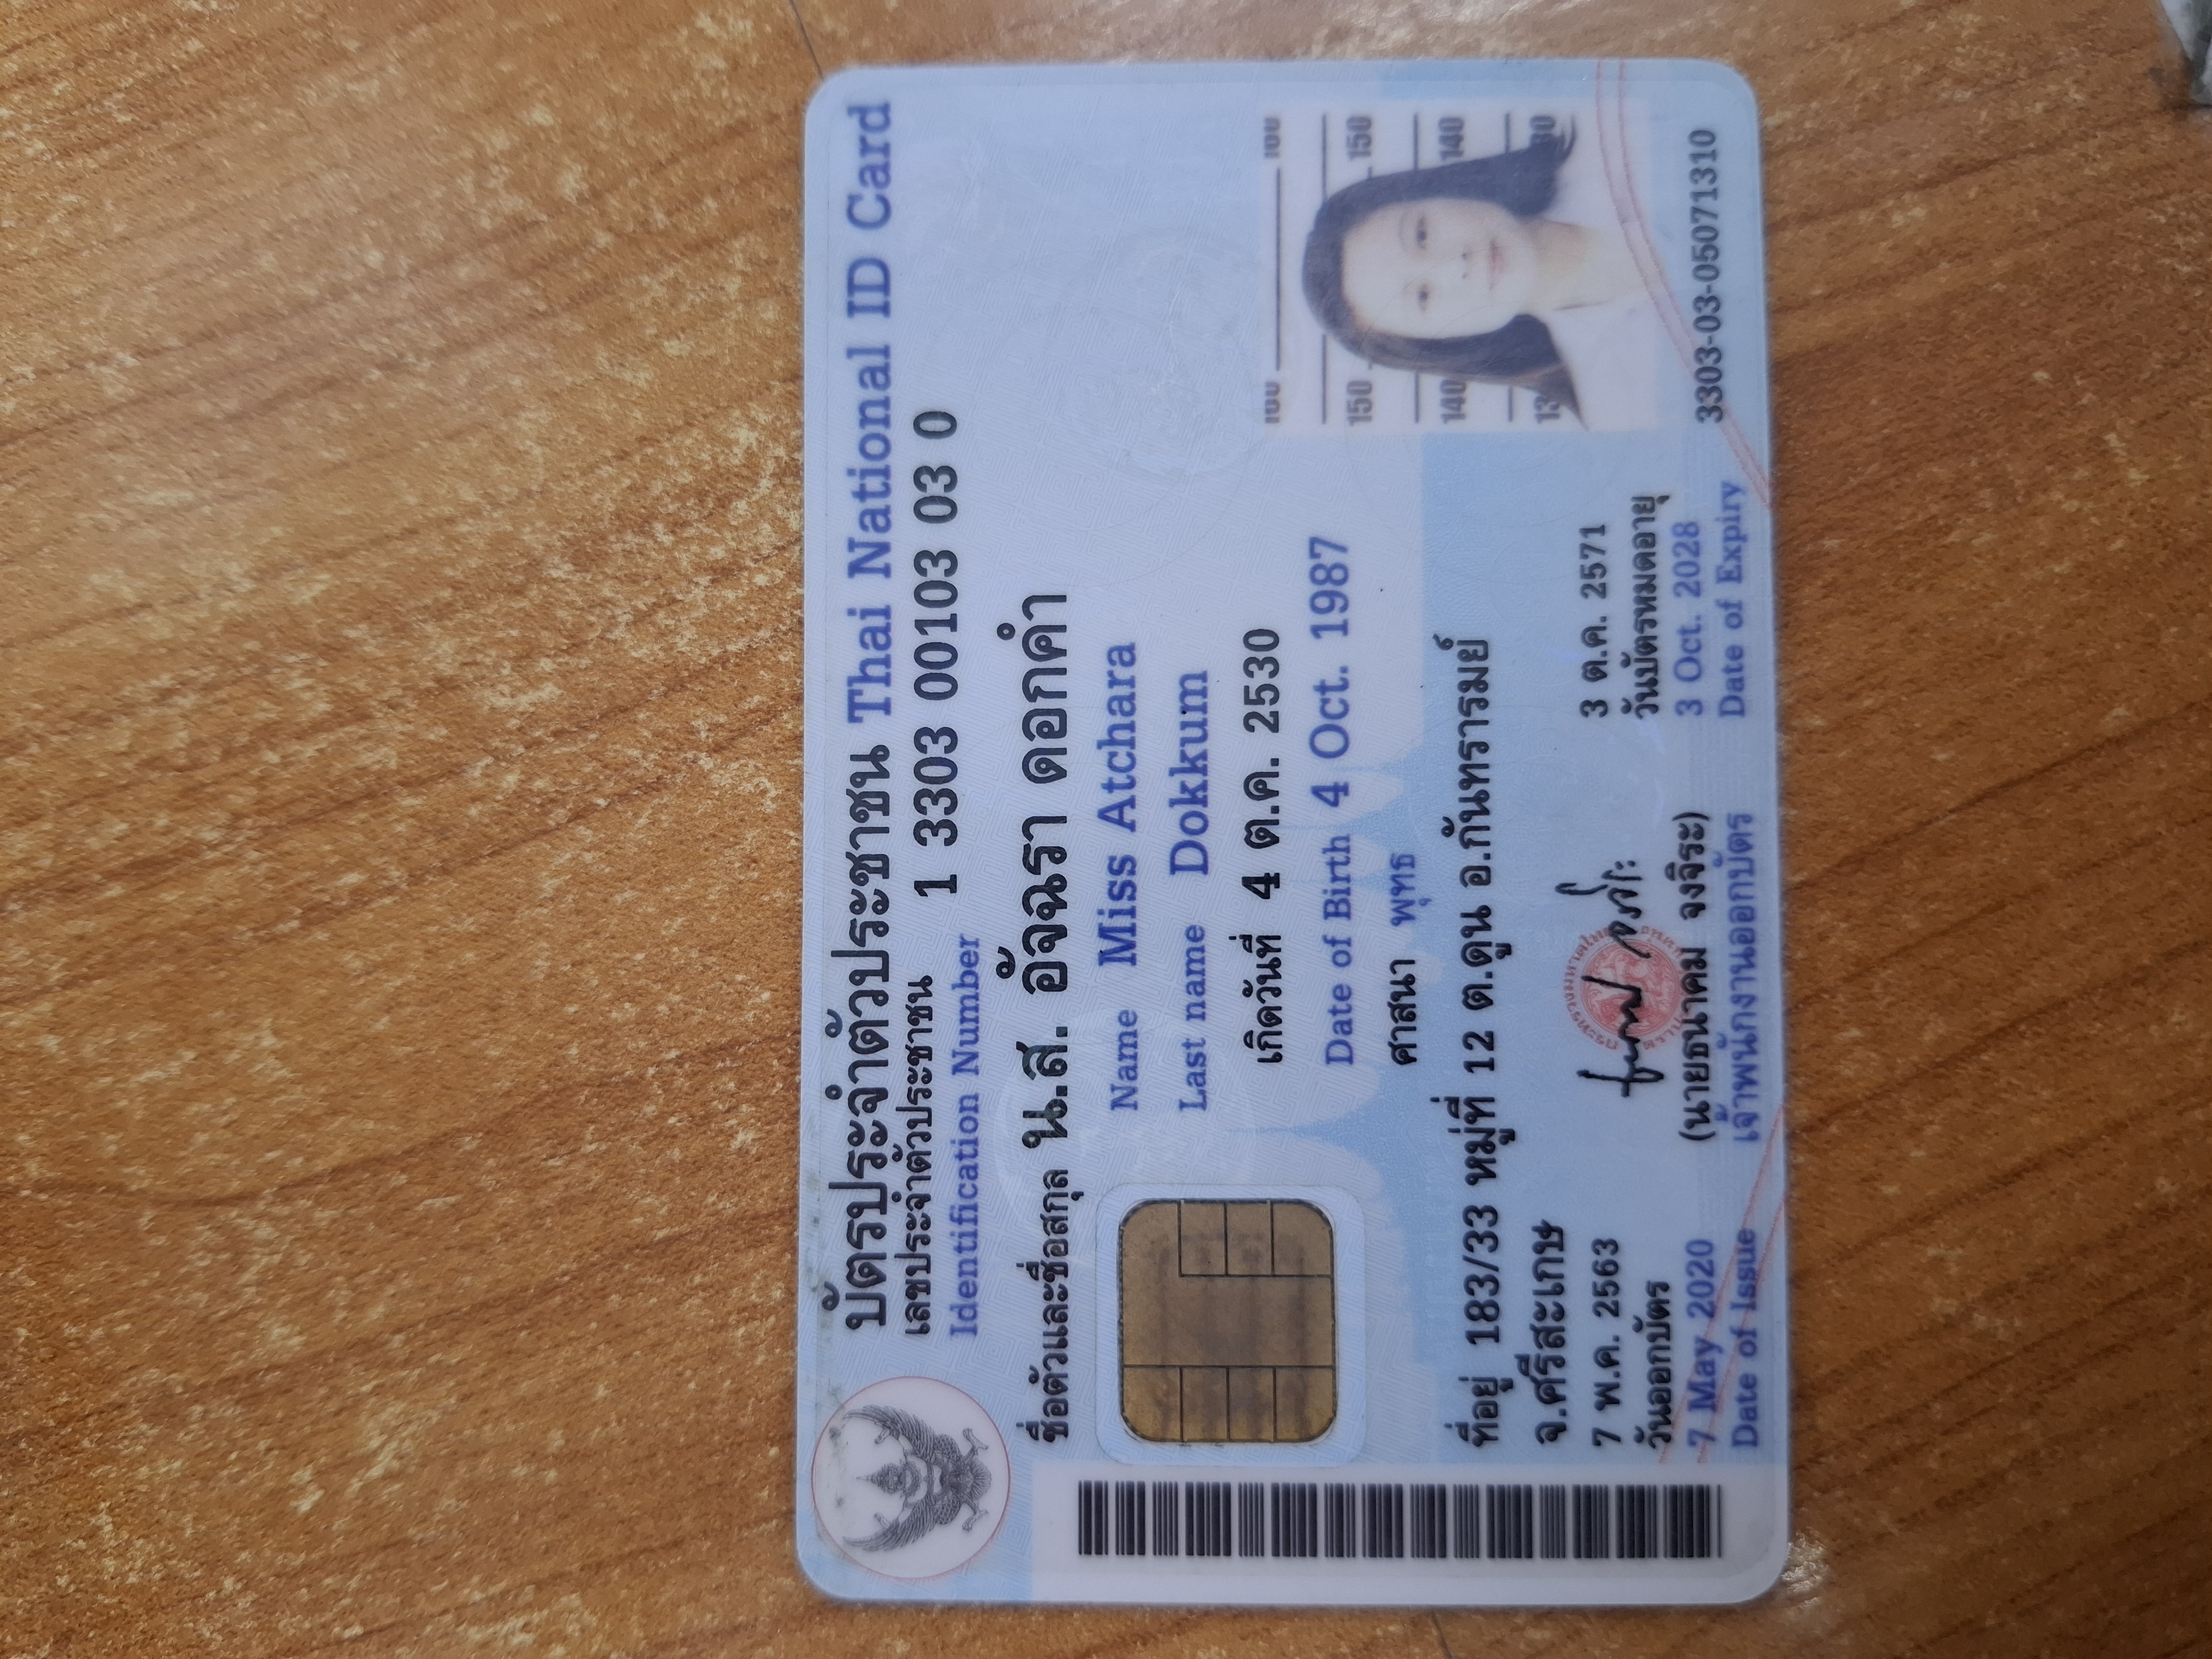 บัตรประจำตัวประชาชน Thai National ID Card
เลขประจำตัวประชาชน 1 3303 00103 03 0
Identification Number
ชื่อตัวและชื่อสกุล น.ส. อัจฉรา ดอกคำ
Name Miss Atchara
Last name Dokkum
เกิดวันที่ 4 ต.ค. 2530
Date of Birth 4 Oct. 1987
ศาสนา พุทธ
ที่อยู่ 183/33 หมู่ที่ 12 ต.ดูน อ.กันทรารมย์
จ.ศรีสะเกษ
7 พ.ค. 2563
วันออกบัตร
7 May 2020
Date of Issue
(นายธนาคม จงจิระ)
เจ้าพนักงานออกบัตร
3 ต.ค. 2571
วันบัตรหมดอายุ
3 Oct. 2028
Date of Expiry
150 150
140 140
3303-03-05071310